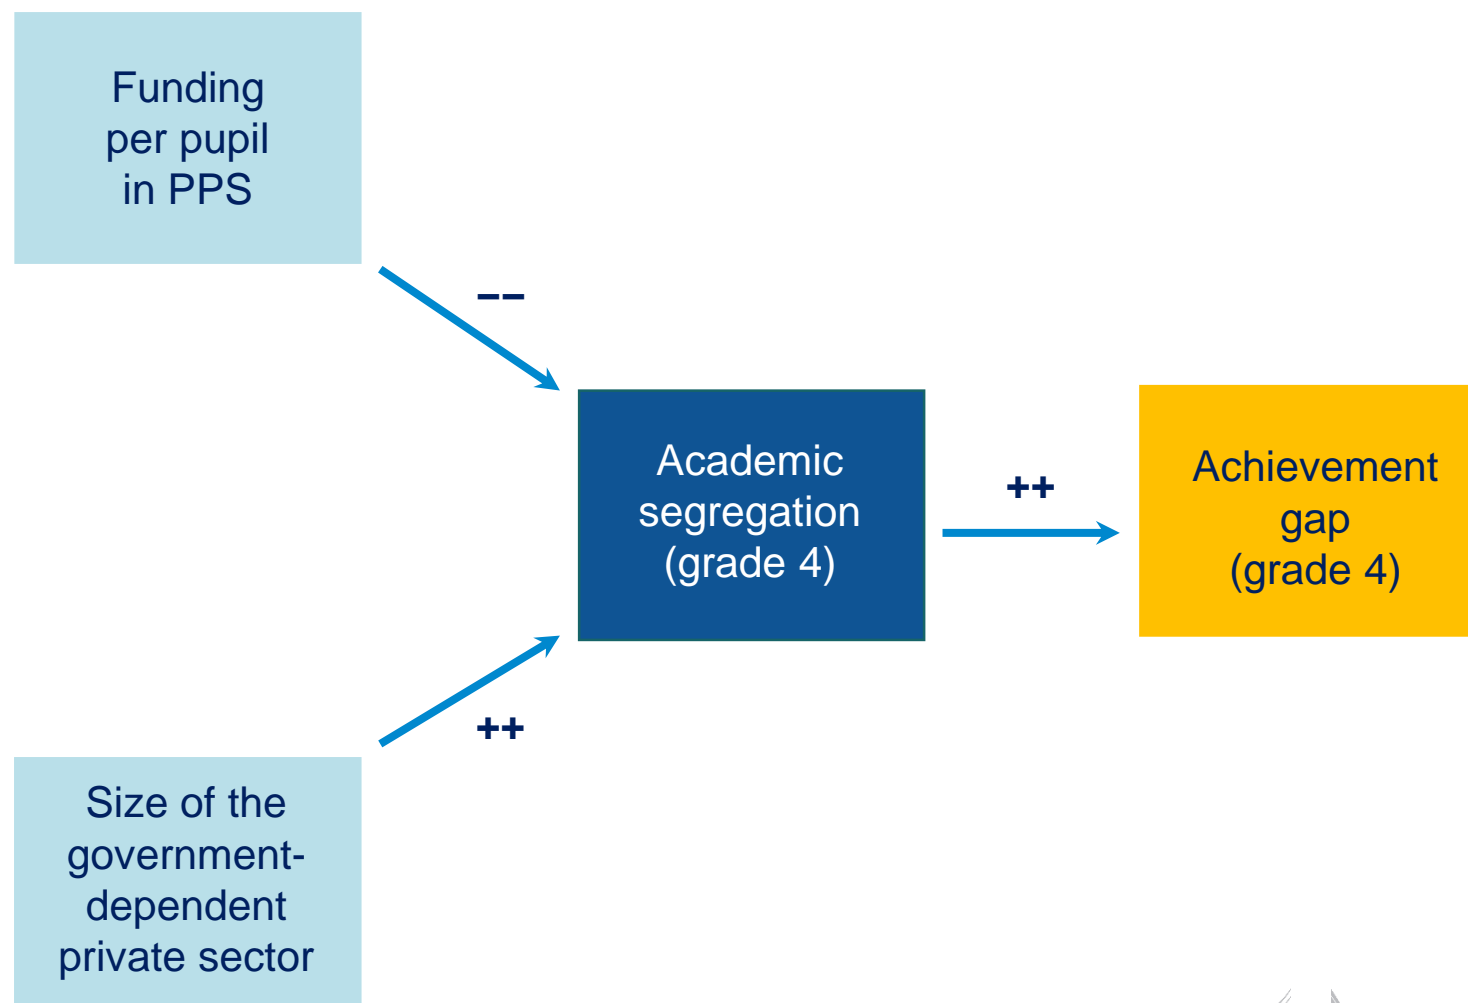 Funding
per pupil
in PPS
−−
Academic
segregation
(grade 4)
++
Achievement
gap
(grade 4)
++
Size of the
government-
dependent
private sector